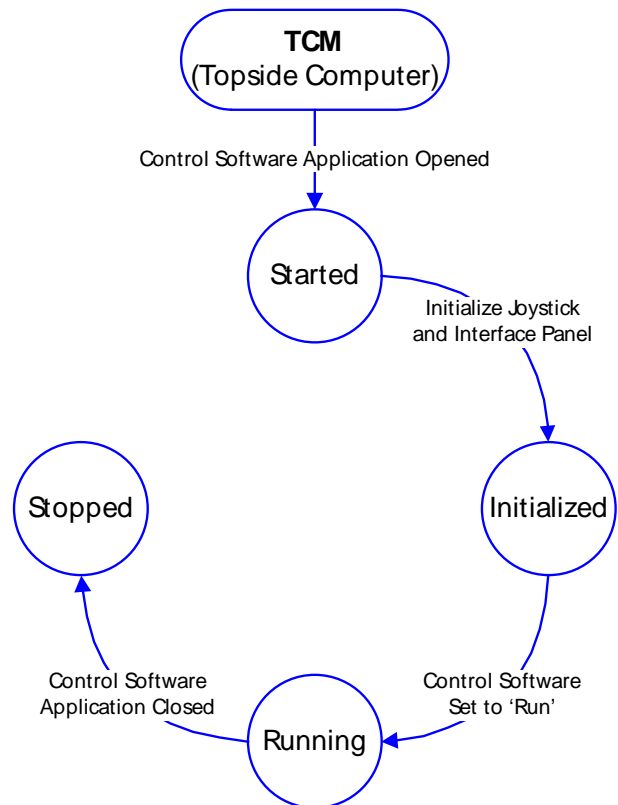 TCM
(Topside Computer)
Control Software Application Opened
Started
Initialize Joystick
and Interface Panel
Stopped
Initialized
Control Software
Application Closed
Control Software
Set to ‘Run’
Running